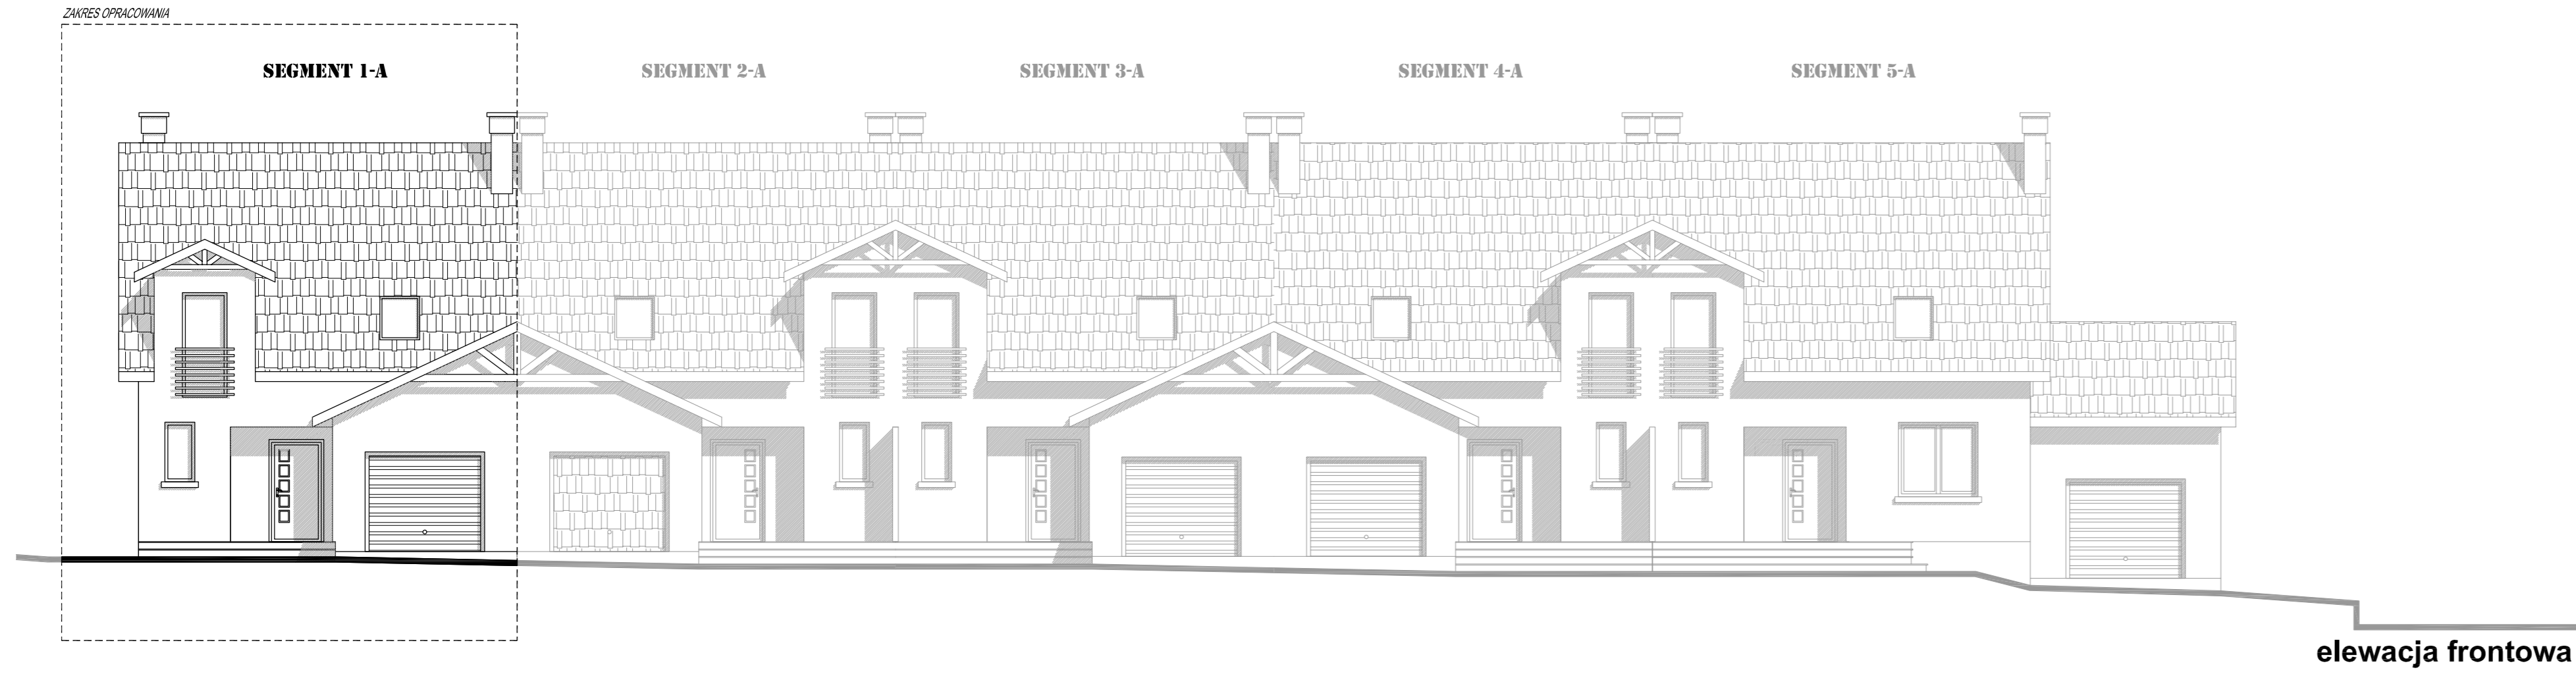 ZAKRES OPRACOWANIA
SEGMENT 1-A
SEGMENT 2-A
SEGMENT 3-A
SEGMENT 4-A
SEGMENT 5-A
elewacja frontowa